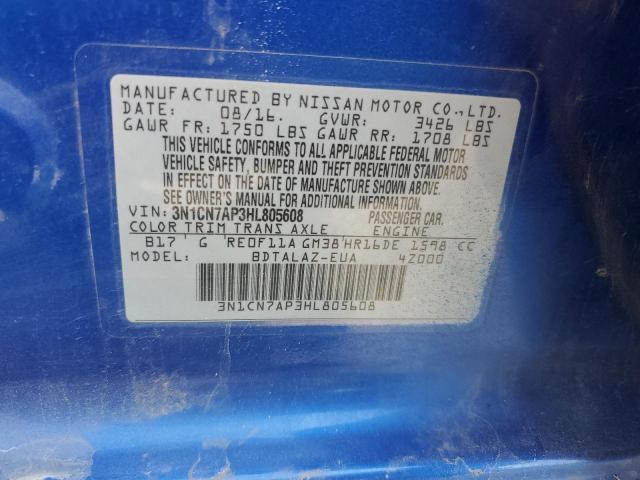 MANUFACTURED BY NISSAN MOTOR CO.,LTD.
DATE: 08/16. GVWR: 3426 LBS
GAWR FR: 1750 LBS GAWR RR: 1708 LBS
THIS VEHICLE CONFORMS TO ALL APPLICABLE FEDERAL MOTOR
VEHICLE SAFETY, BUMPER AND THEFT PREVENTION STANDARDS
IN EFFECT ON THE DATE OF MANUFACTURE SHOWN ABOVE.
SEE OWNER'S MANUAL FOR ADDITIONAL INFORMATION.
VIN: 3N1CN7AP3HL805608 PASSENGER CAR.
COLOR TRIM TRANS AXLE ENGINE
B17 G RE0F11A GM38 HR16DE 1598 CC
MODEL: BDTALAZ-EUA 4Z000
3N1CN7AP3HL805608